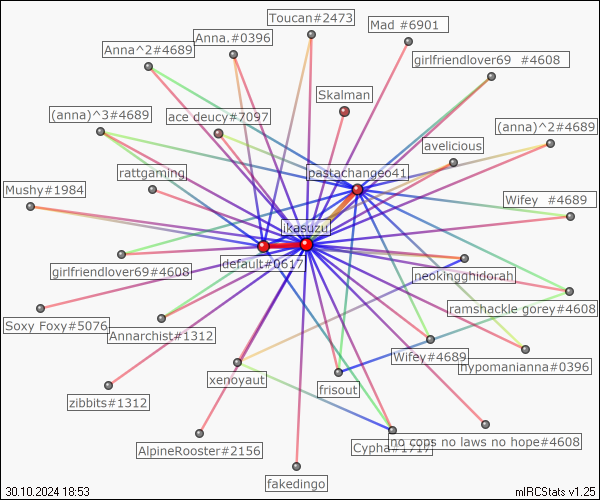 Toucan#2473
Mad #6901
Anna.#0396
Anna^2#4689
girlfriendlover69 #4608
Skalman
(anna)^3#4689
ace deucy#7097
(anna)^2#4689
avelicious
rattgaming
pastachangeo41
Mushy#1984
Wifey #4689
ikasuzu
default#0617
girlfriendlover69#4608
neokingghidorah
ramshackle gorey#4608
Soxy Foxy#5076
Annarchist#1312
Wifey#4689
hypomanianna#0396
xenoyaut
frisout
zibbits#1312
no cops no laws no hope#4608
Cypha#1717
AlpineRooster#2156
fakedingo
30.10.2024 18:53
mIRCStats v1.25